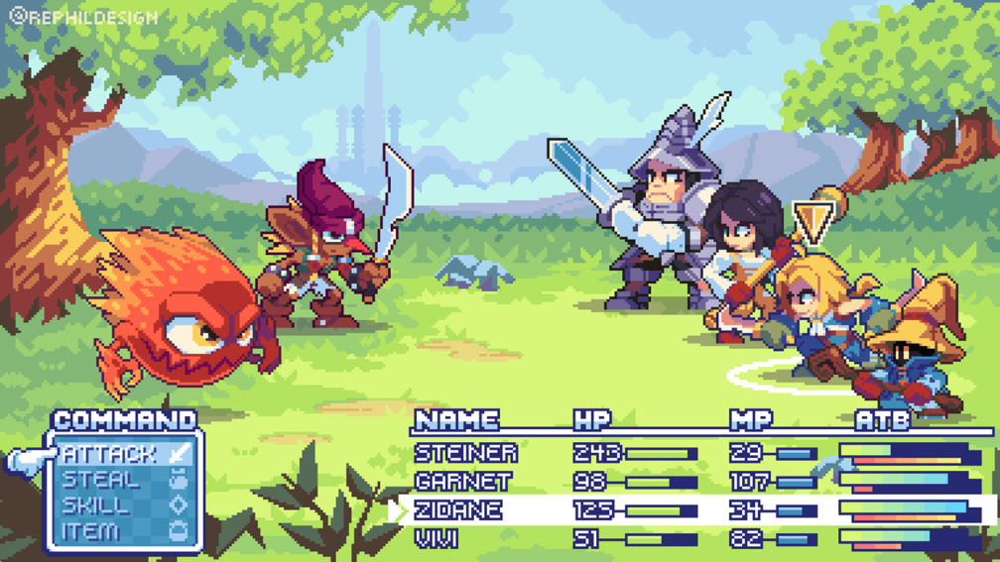 @REPHILDESIGN
COMMAND
ATTACK
STEAL
SKILL
ITEM
NAME HP MP ATB
STEINER 243 29
GARNET 98 107
ZIDANE 125 34
VIVI 51 82